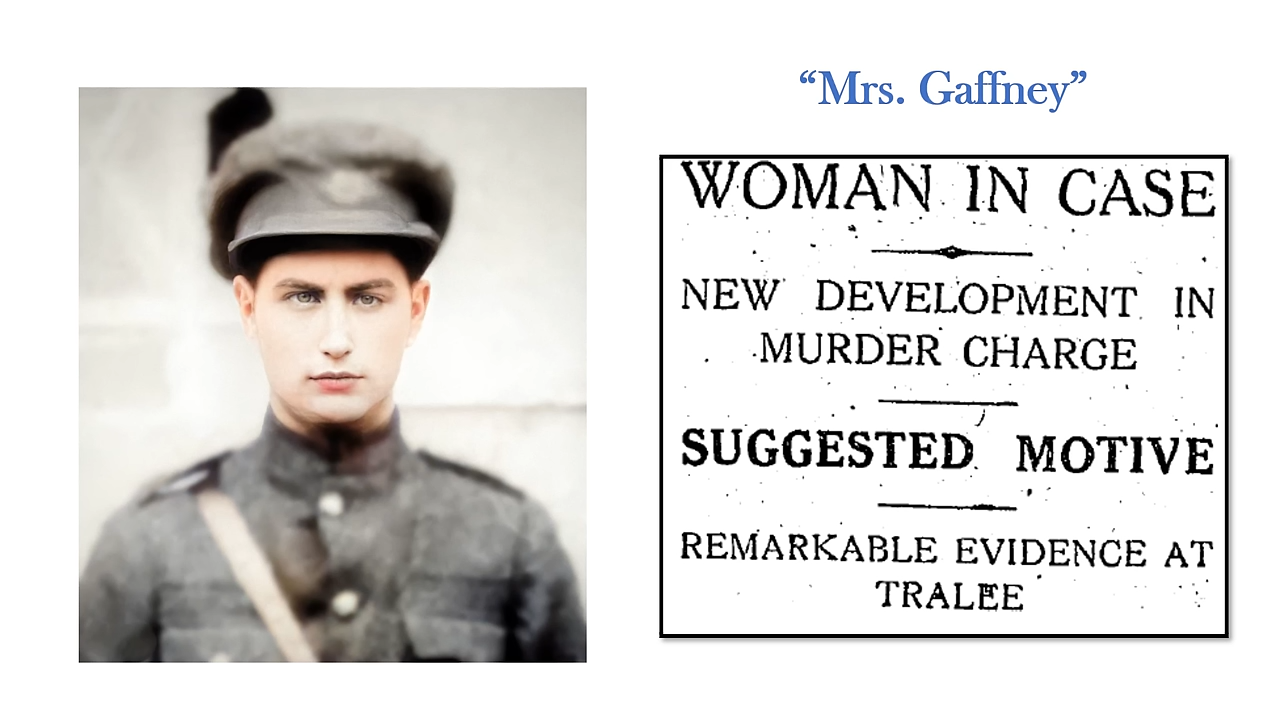 “Mrs. Gaffney”
WOMAN IN CASE
NEW DEVELOPMENT IN
MURDER CHARGE
SUGGESTED MOTIVE
REMARKABLE EVIDENCE AT
TRALEE